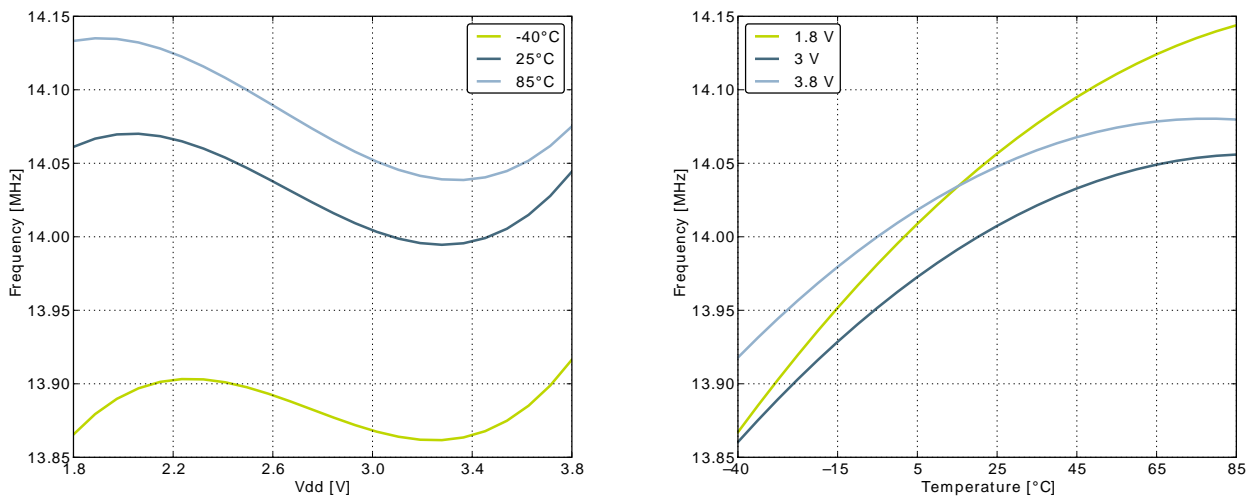 14.15
14.10
14.05
14.00
13.95
13.90
13.85
Frequency [MHz]
1.8
2.2
2.6
3.0
3.4
3.8
Vdd [V]
-40°C
25°C
85°C
14.15
14.10
14.05
14.00
13.95
13.90
13.85
Frequency [MHz]
–40
–15
5
25
45
65
85
Temperature [°C]
1.8 V
3 V
3.8 V